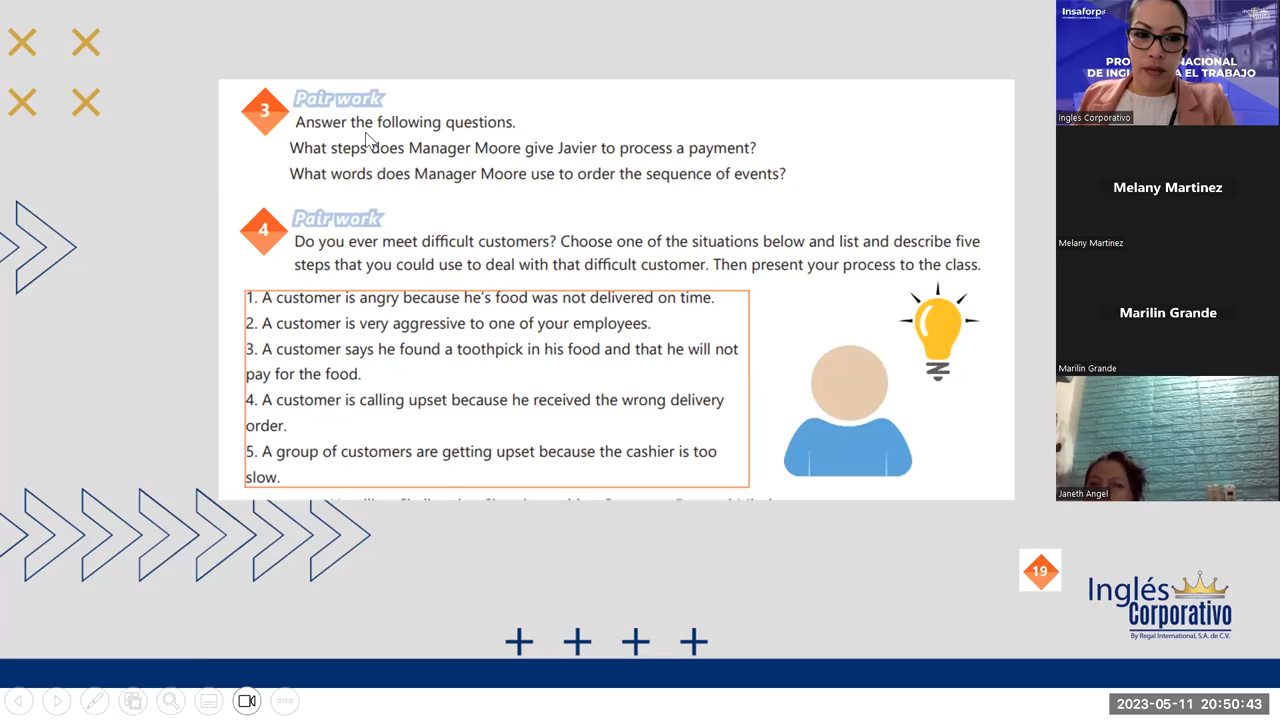 3
Pair work
Answer the following questions.
What steps does Manager Moore give Javier to process a payment?
What words does Manager Moore use to order the sequence of events?
4
Pair work
Do you ever meet difficult customers? Choose one of the situations below and list and describe five
steps that you could use to deal with that difficult customer. Then present your process to the class.
1. A customer is angry because he's food was not delivered on time.
2. A customer is very aggressive to one of your employees.
3. A customer says he found a toothpick in his food and that he will not
pay for the food.
4. A customer is calling upset because he received the wrong delivery
order.
5. A group of customers are getting upset because the cashier is too
slow.
19
Inglés
Corporativo
By Regal International, S.A. de C.V.
Insaforp
Ingles Corporativo
Melany Martinez
Melany Martinez
Marilin Grande
Marilin Grande
Janeth Angel
2023-05-11 20:50:43